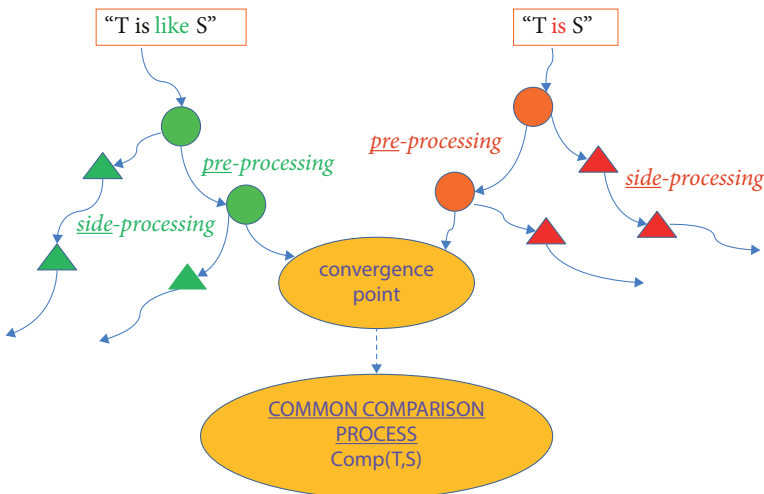 “T is like S”
“T is S”
pre-processing
pre-processing
side-processing
side-processing
convergence
point
COMMON COMPARISON
PROCESS
Comp(T,S)